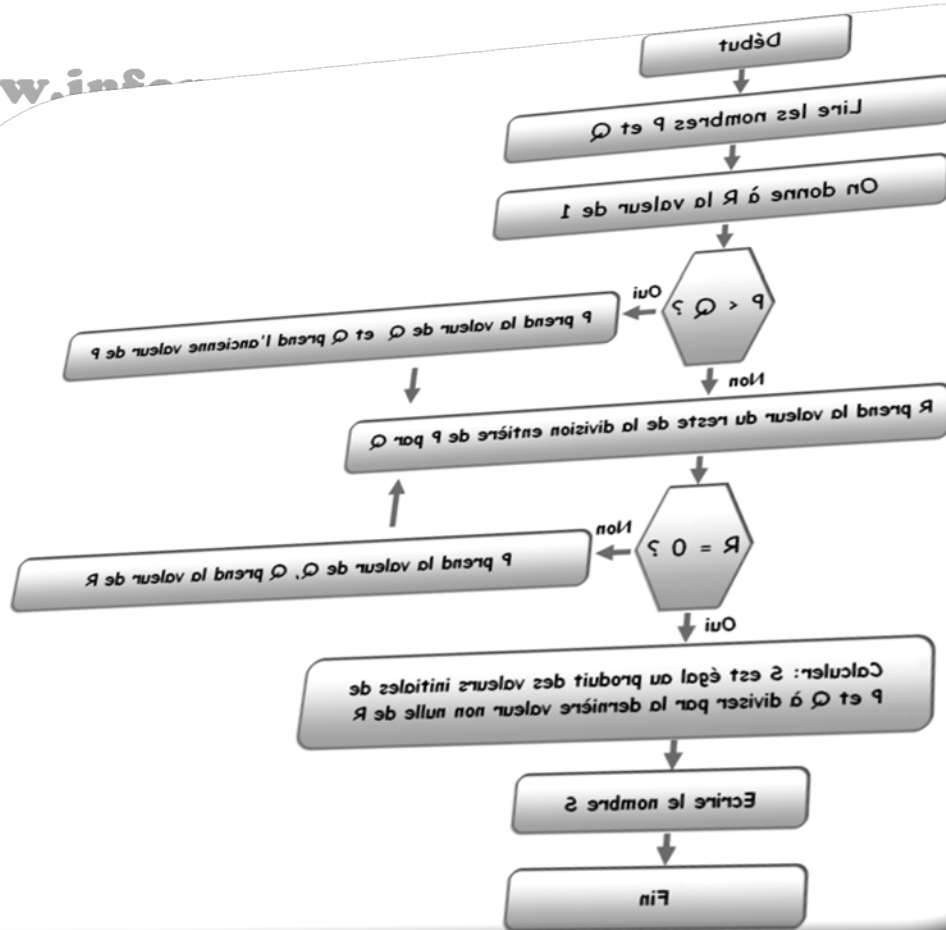 w.infor
Début
Lire les nombres P et Q
On donne à R la valeur de 1
P < Q ?
Oui
P prend la valeur de Q et Q prend l'ancienne valeur de P
Non
R prend la valeur du reste de la division entière de P par Q
R = 0 ?
Non
P prend la valeur de Q, Q prend la valeur de R
Oui
Calculer: S est égal au produit des valeurs initiales de
P et Q à diviser par la dernière valeur non nulle de R
Ecrire le nombre S
Fin